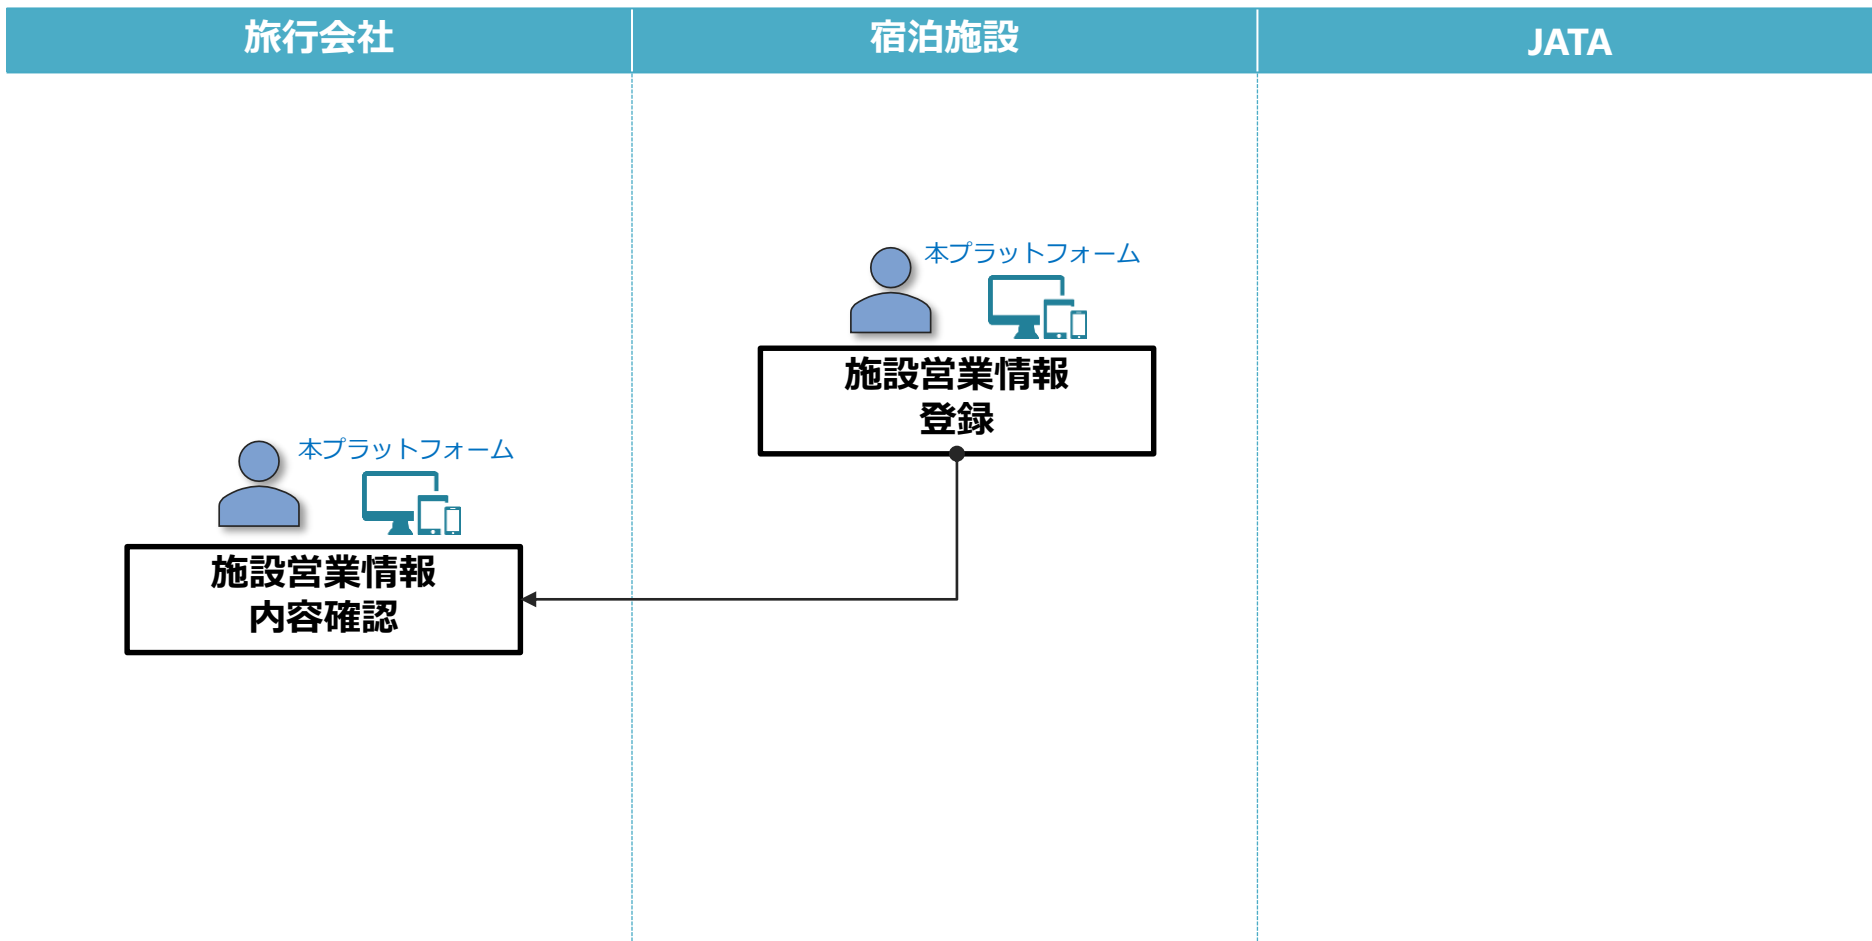 旅行会社
宿泊施設
JATA
本プラットフォーム
施設営業情報
登録
本プラットフォーム
施設営業情報
内容確認